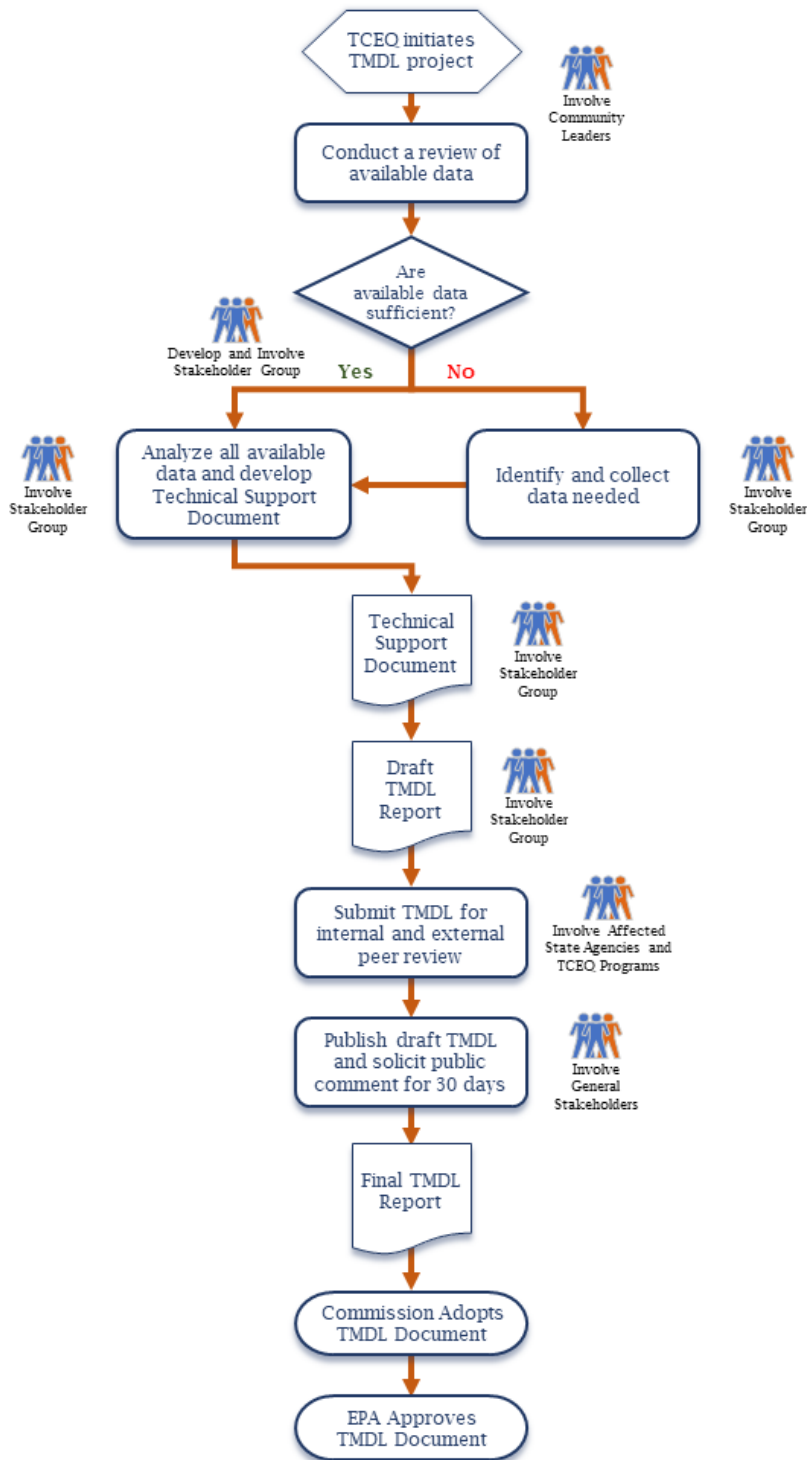 TCEQ initiates
TMDL project
Involve
Community
Leaders
Conduct a review of
available data
Are
available data
sufficient?
Develop and Involve
Stakeholder Group
Yes
No
Involve
Stakeholder
Group
Analyze all available
data and develop
Technical Support
Document
Identify and collect
data needed
Involve
Stakeholder
Group
Technical
Support
Document
Involve
Stakeholder
Group
Draft
TMDL
Report
Involve
Stakeholder
Group
Submit TMDL for
internal and external
peer review
Involve Affected
State Agencies and
TCEQ Programs
Publish draft TMDL
and solicit public
comment for 30 days
Involve
General
Stakeholders
Final TMDL
Report
Commission Adopts
TMDL Document
EPA Approves
TMDL Document